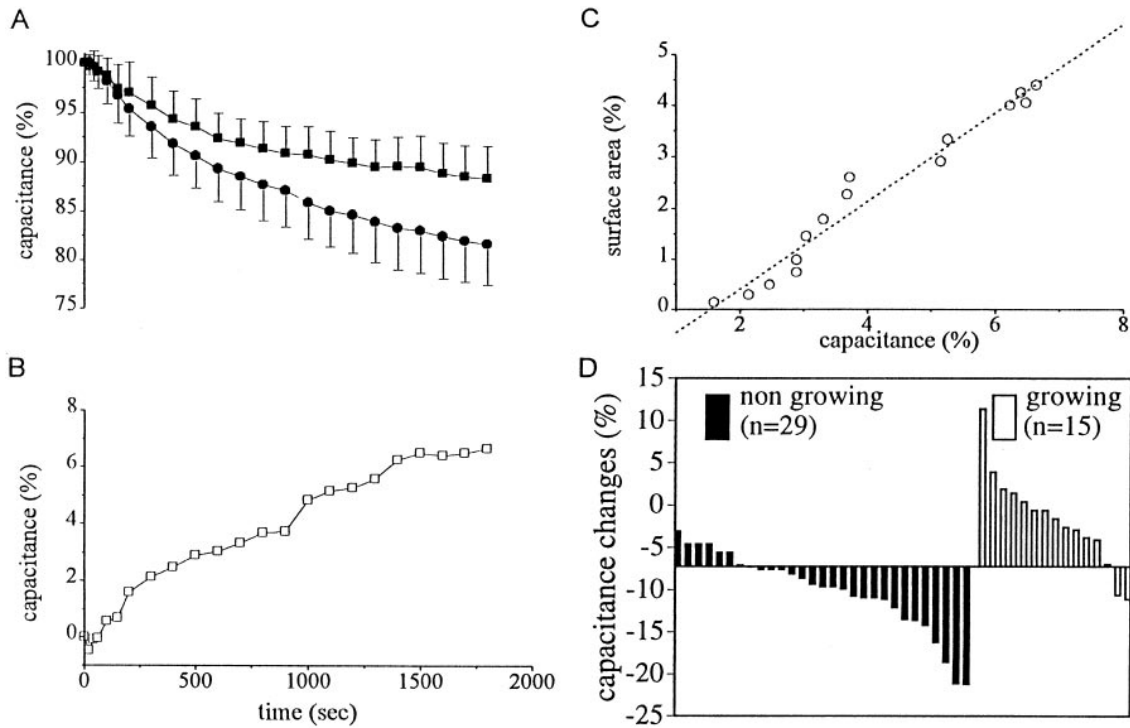 A
100
95
90
85
80
75
capacitance (%)
B
8
6
4
2
0
capacitance (%)
0
500
1000
1500
2000
time (sec)
C
5
4
3
2
1
0
surface area (%)
2
4
6
8
capacitance (%)
D
15
10
5
0
-5
-10
-15
-20
-25
capacitance changes (%)
non growing
(n=29)
growing
(n=15)